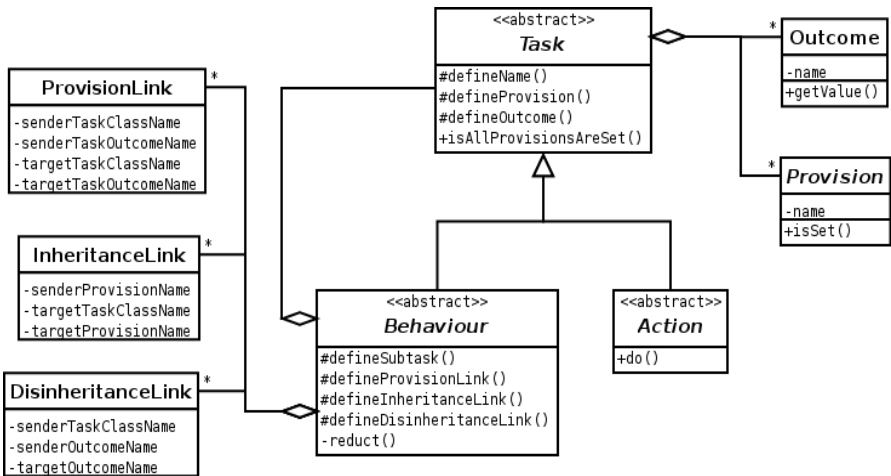 <<abstract>>
Task
#defineName()
#defineProvision()
#defineOutcome()
+isAllProvisionsAreSet()
*
Outcome
-name
+getValue()
*
Provision
-name
+isSet()
*
ProvisionLink
-senderTaskClassName
-senderTaskOutcomeName
-targetTaskClassName
-targetTaskOutcomeName
*
InheritanceLink
-senderProvisionName
-targetTaskClassName
-targetProvisionName
*
DisinheritanceLink
-senderTaskClassName
-senderOutcomeName
-targetOutcomeName
<<abstract>>
Behaviour
#defineSubtask()
#defineProvisionLink()
#defineInheritanceLink()
#defineDisinheritanceLink()
-reduct()
<<abstract>>
Action
+do()